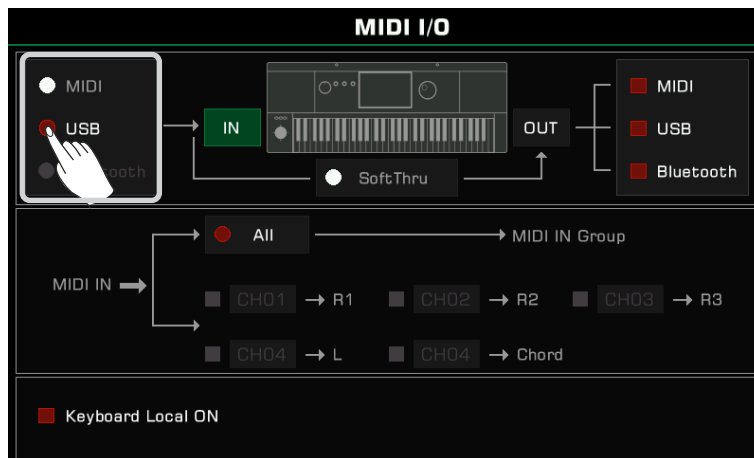 MIDI I/O
MIDI
USB
IN
SoftThru
OUT
MIDI
USB
Bluetooth
All
MIDI IN Group
MIDI IN
CH01 R1 CH02 R2 CH03 R3
CH04 L CH04 Chord
Keyboard Local ON